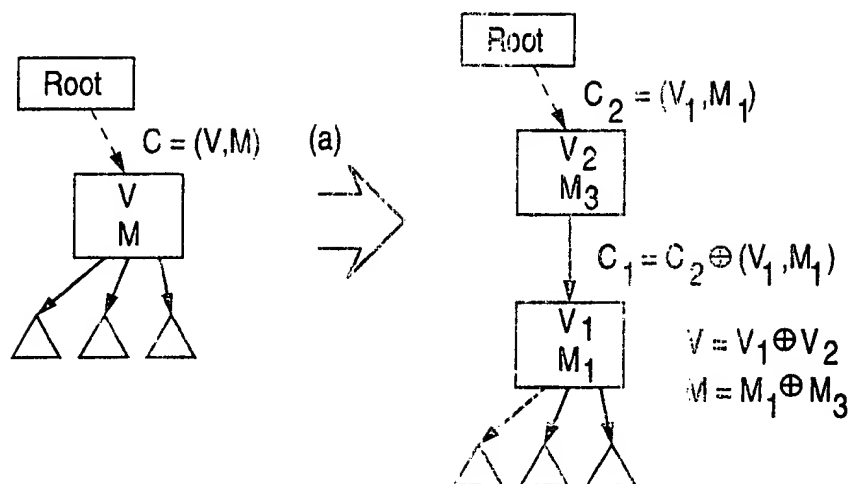 Root
C = (V,M)
V
M
(a)
Root
C₂ = (V₁,M₁)
V₂
M₃
C₁ = C₂ ⊕ (V₁,M₁)
V₁
M₁
V = V₁ ⊕ V₂
M = M₁ ⊕ M₃